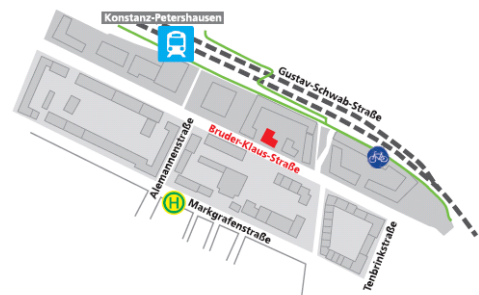 Konstanz-Petershausen
Gustav-Schwab-Straße
Bruder-Klaus-Straße
Alemannenstraße
H
Markgrafenstraße
Tenbrinkstraße